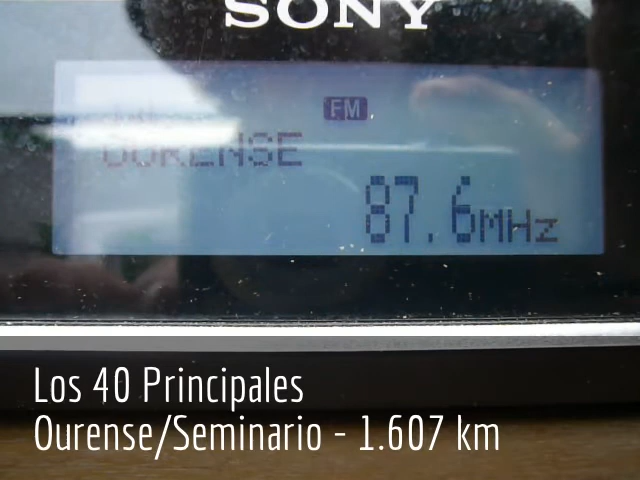 SONY
FM
OURENSE
87.6MHz
Los 40 Principales
Ourense/Seminario - 1.607 km